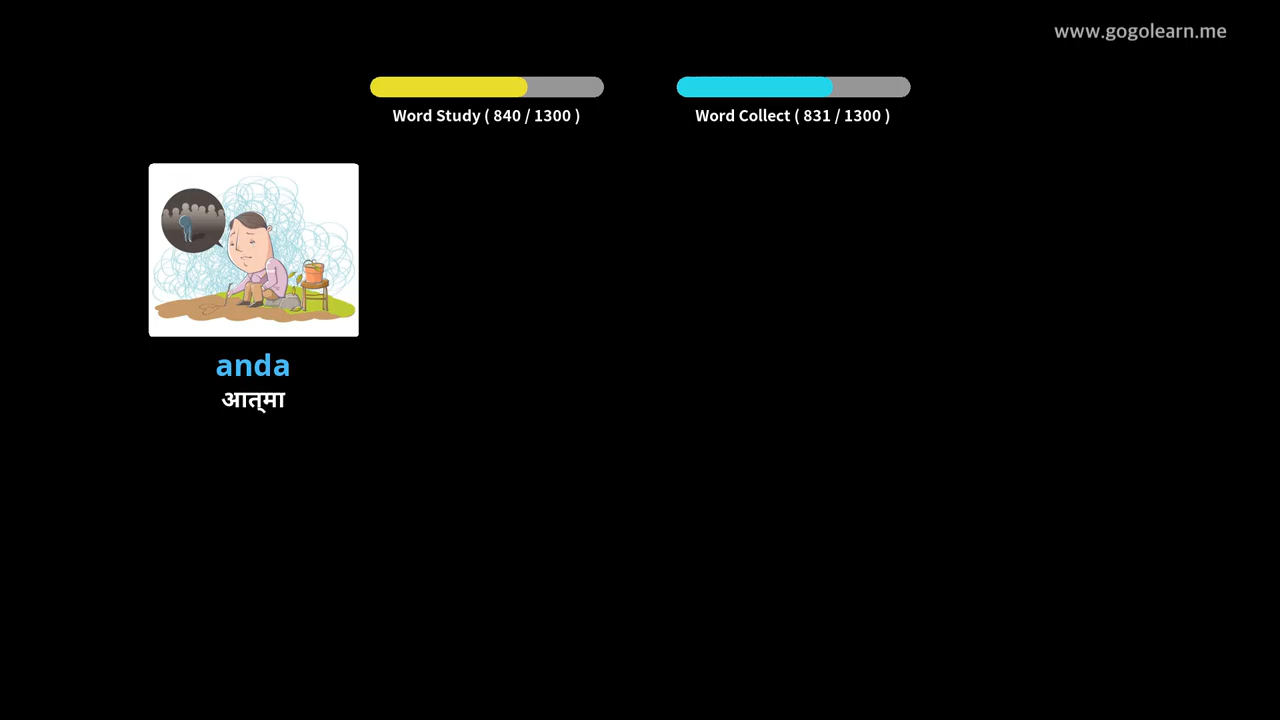 www.gogolearn.me
Word Study ( 840 / 1300 )
Word Collect ( 831 / 1300 )
anda
आत्‌मा